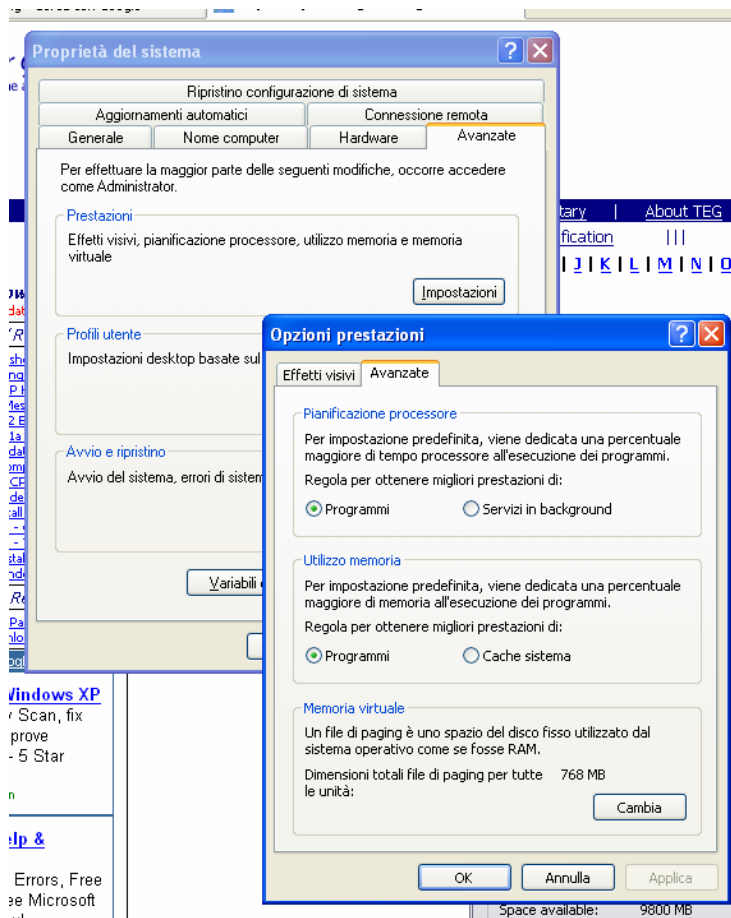 Proprietà del sistema
Ripristino configurazione di sistema
Aggiornamenti automatici
Connessione remota
Generale
Nome computer
Hardware
Avanzate
Per effettuare la maggior parte delle seguenti modifiche, occorre accedere
come Administrator.
Prestazioni
Effetti visivi, pianificazione processore, utilizzo memoria e memoria
virtuale
Impostazioni
Profili utente
Impostazioni desktop basate sul
Avvio e ripristino
Avvio del sistema, errori di sistem
Variabili
Opzioni prestazioni
Effetti visivi
Avanzate
Pianificazione processore
Per impostazione predefinita, viene dedicata una percentuale
maggiore di tempo processore all'esecuzione dei programmi.
Regola per ottenere migliori prestazioni di:
Programmi
Servizi in background
Utilizzo memoria
Per impostazione predefinita, viene dedicata una percentuale
maggiore di memoria all'esecuzione dei programmi.
Regola per ottenere migliori prestazioni di:
Programmi
Cache sistema
Memoria virtuale
Un file di paging è uno spazio del disco fisso utilizzato dal
sistema operativo come se fosse RAM.
Dimensioni totali file di paging per tutte 768 MB
le unità:
Cambia
OK
Annulla
Applica
tary | About TEG
fication |||
| J | K | L | M | N | O
Windows XP
Scan, fix
prove
- 5 Star
elp &
Errors, Free
ee Microsoft
Space available: 9800 MB